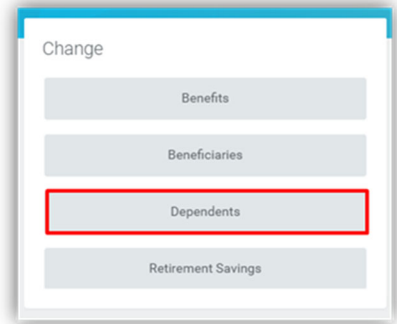 Change
Benefits
Beneficiaries
Dependents
Retirement Savings